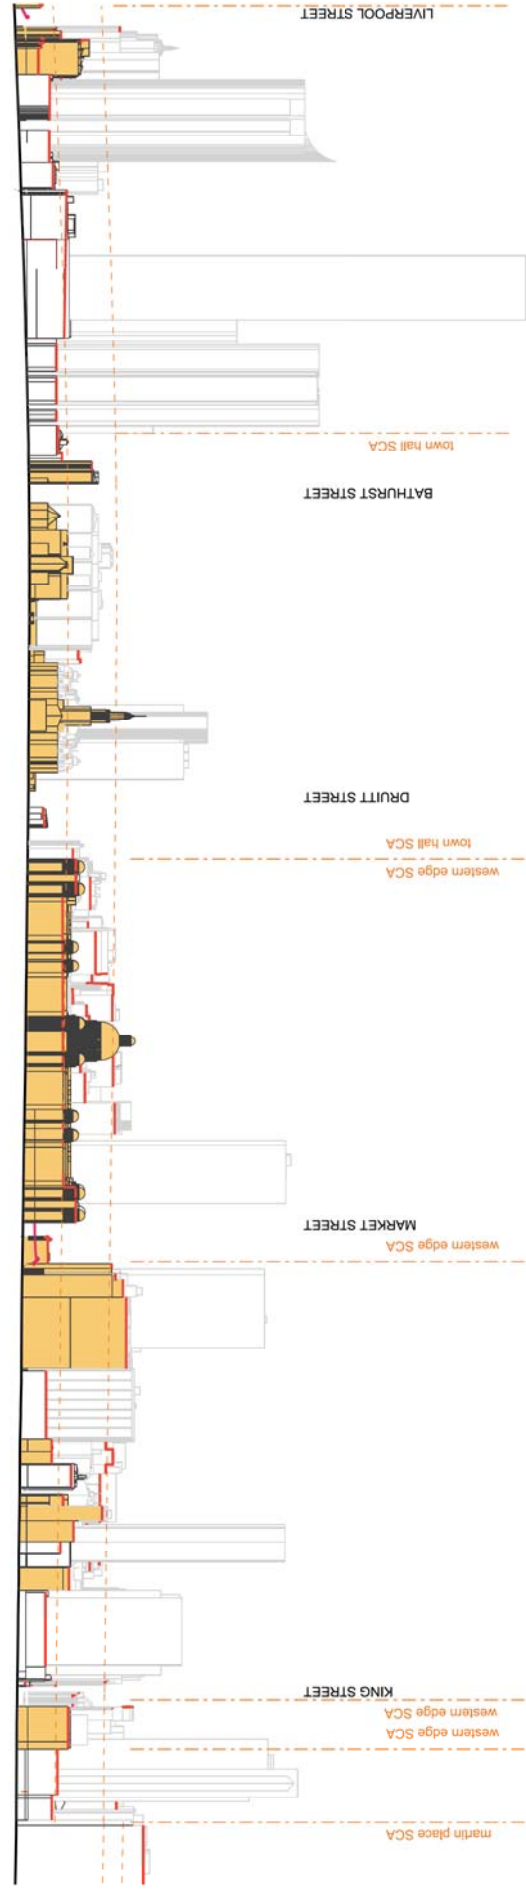 martin place SCA
western edge SCA
western edge SCA
KING STREET
western edge SCA
MARKET STREET
western edge SCA
town hall SCA
DRUITT STREET
BATHURST STREET
town hall SCA
LIVERPOOL STREET